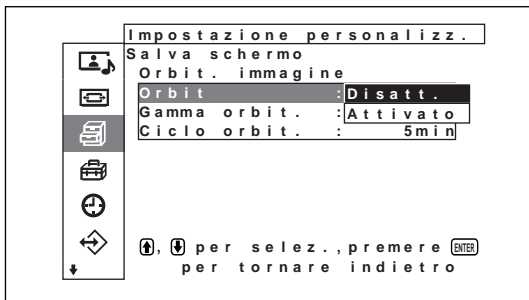 Impostazione personalizz.
Salva schermo
Orbit. immagine
Orbit : Disatt.
Gamma orbit. : Attivato
Ciclo orbit. : 5min
, per selez., premere ENTER
per tornare indietro